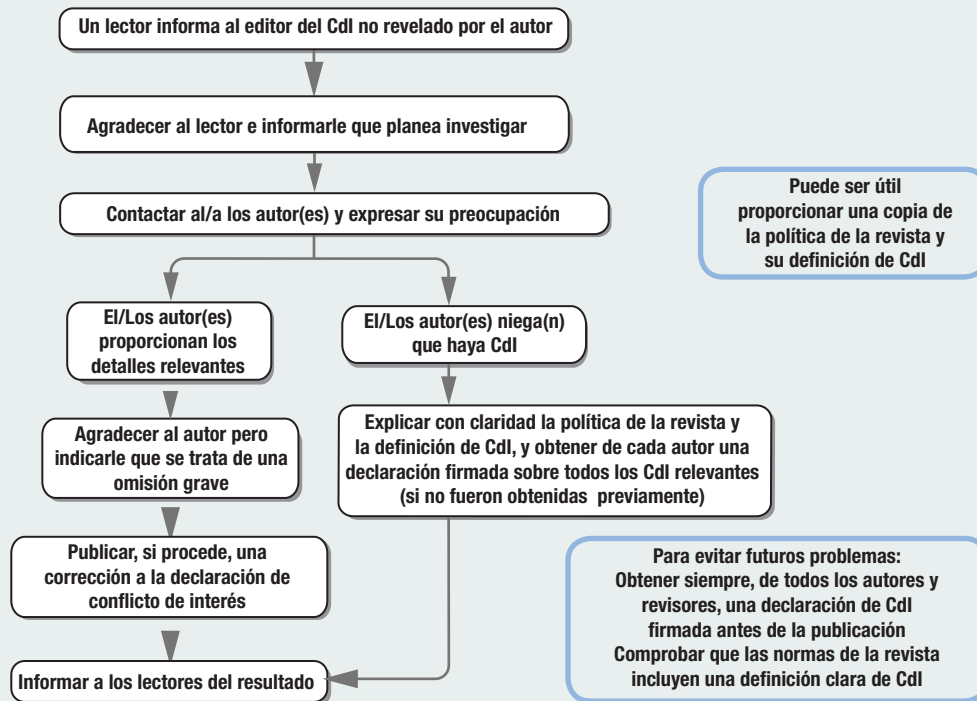 Un lector informa al editor del CdI no revelado por el autor
Agradecer al lector e informarle que planea investigar
Contactar al/a los autor(es) y expresar su preocupación
Puede ser útil
proporcionar una copia de
la política de la revista y
su definición de CdI
El/Los autor(es)
proporcionan los
detalles relevantes
El/Los autor(es) niega(n)
que haya CdI
Agradecer al autor pero
indicarle que se trata de una
omisión grave
Explicar con claridad la política de la revista y
la definición de CdI, y obtener de cada autor una
declaración firmada sobre todos los CdI relevantes
(si no fueron obtenidas previamente)
Publicar, si procede, una
corrección a la declaración de
conflicto de interés
Informar a los lectores del resultado
Para evitar futuros problemas:
Obtener siempre, de todos los autores y
revisores, una declaración de CdI
firmada antes de la publicación
Comprobar que las normas de la revista
incluyen una definición clara de CdI